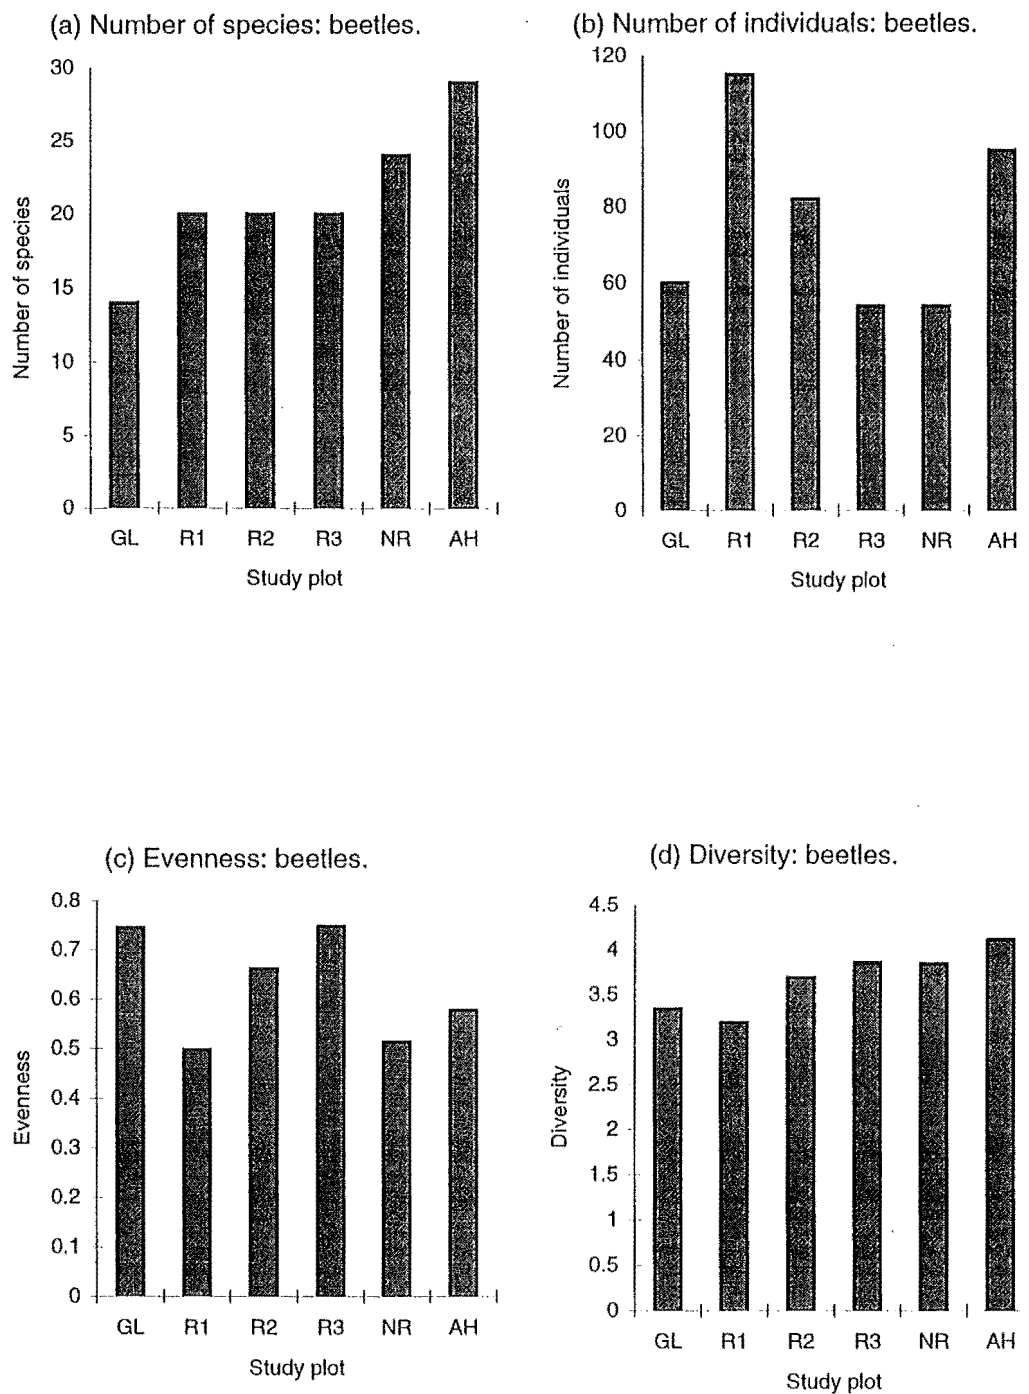 (a) Number of species: beetles.
30
25
20
15
10
5
0
Number of species
GL R1 R2 R3 NR AH
Study plot
(b) Number of individuals: beetles.
120
100
80
60
40
20
0
Number of individuals
GL R1 R2 R3 NR AH
Study plot
(c) Evenness: beetles.
0.8
0.7
0.6
0.5
0.4
0.3
0.2
0.1
0
Evenness
GL R1 R2 R3 NR AH
Study plot
(d) Diversity: beetles.
4.5
4
3.5
3
2.5
2
1.5
1
0.5
0
Diversity
GL R1 R2 R3 NR AH
Study plot